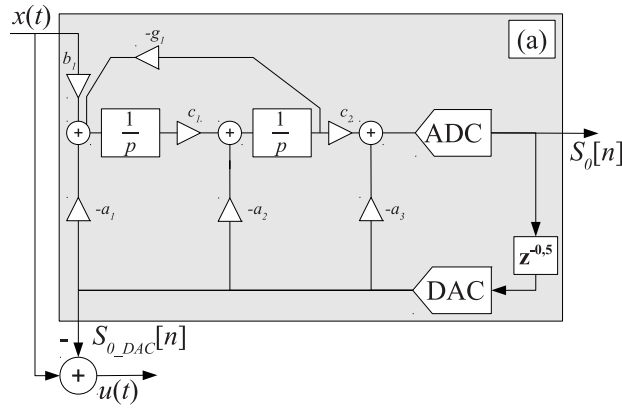 x(t)
(a)
-g₁
b₁
1/p
c₁.
1/p
c₂
ADC
S₀[n]
-a₁
-a₂
-a₃
z⁻⁰,⁵
DAC
-
S₀_DAC[n]
u(t)
+
+
+
+